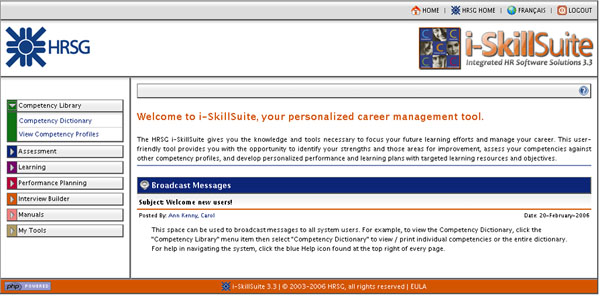 HOME | HRSG HOME | FRANÇAIS | LOGOUT
HRSG
i-SkillSuite
Integrated HR Software Solutions 3.3
Competency Library
Competency Dictionary
View Competency Profiles
Assessment
Learning
Performance Planning
Interview Builder
Manuals
My Tools
Welcome to i-SkillSuite, your personalized career management tool.
The HRSG i-SkillSuite gives you the knowledge and tools necessary to focus your future learning efforts and manage your career. This user-
friendly tool provides you with the opportunity to identify your strengths and those areas for improvement, assess your competencies against
other competency profiles, and develop personalized performance and learning plans with targeted learning resources and objectives.
Broadcast Messages
Subject: Welcome new users!
Posted By: Ann Kenny, Carol Date: 20-February-2006
This space can be used to broadcast messages to all system users. For example, to view the Competency Dictionary, click the
"Competency Library" menu item then select "Competency Dictionary" to view / print individual competencies or the entire dictionary.
For help in navigating the system, click the blue Help icon found at the top right of every page.
php POWERED
i-SkillSuite 3.3 | © 2003-2006 HRSG, all rights reserved | EULA